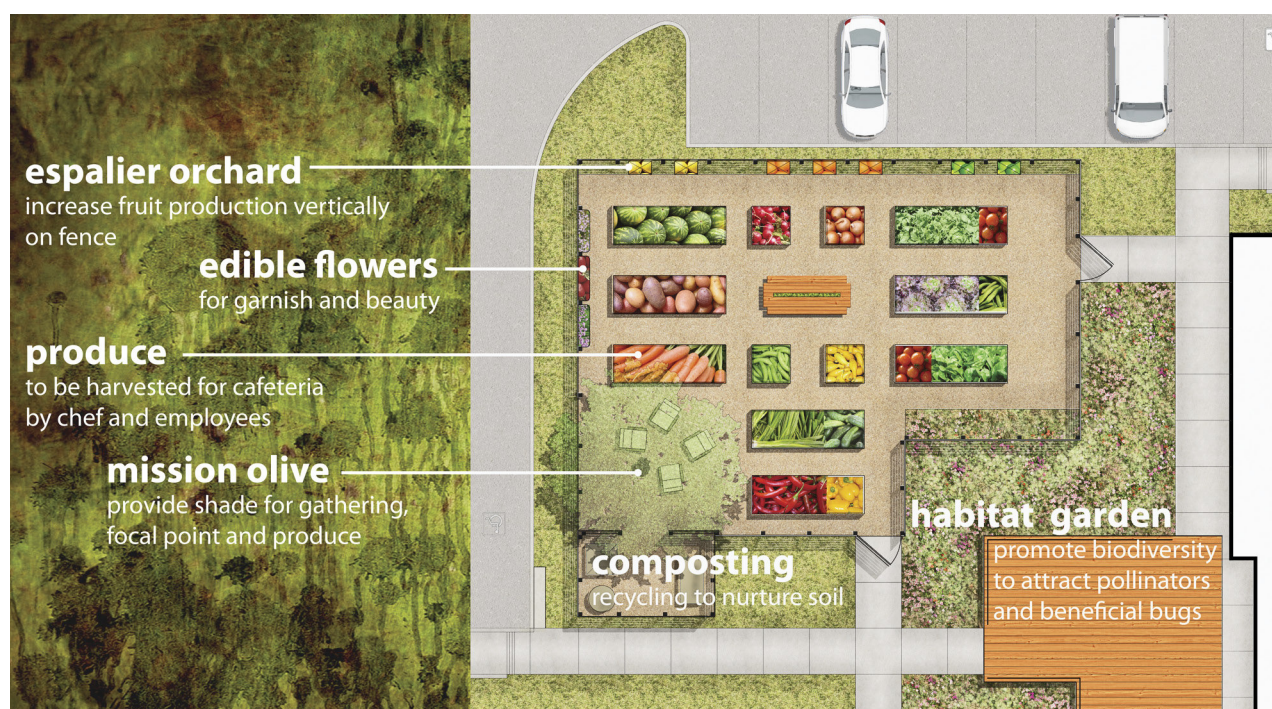 espalier orchard
increase fruit production vertically
on fence
edible flowers
for garnish and beauty
produce
to be harvested for cafeteria
by chef and employees
mission olive
provide shade for gathering,
focal point and produce
composting
recycling to nurture soil
habitat garden
promote biodiversity
to attract pollinators
and beneficial bugs